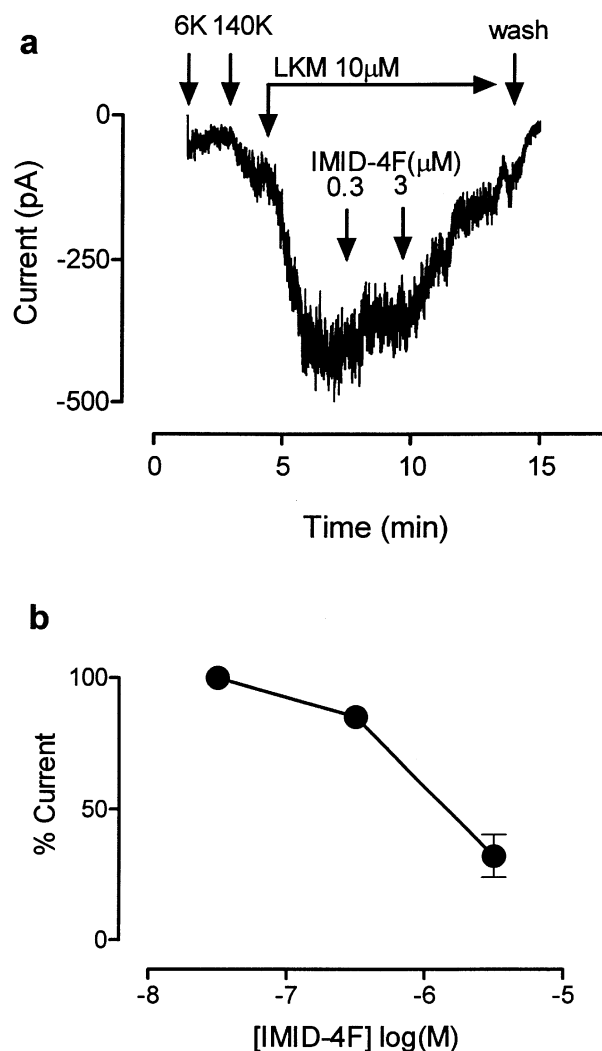 a
6K 140K
wash
LKM 10µM
IMID-4F(µM)
0.3 3
Current (pA)
0
-250
-500
0 5 10 15
Time (min)
b
% Current
100
50
0
-8 -7 -6 -5
[IMID-4F] log(M)